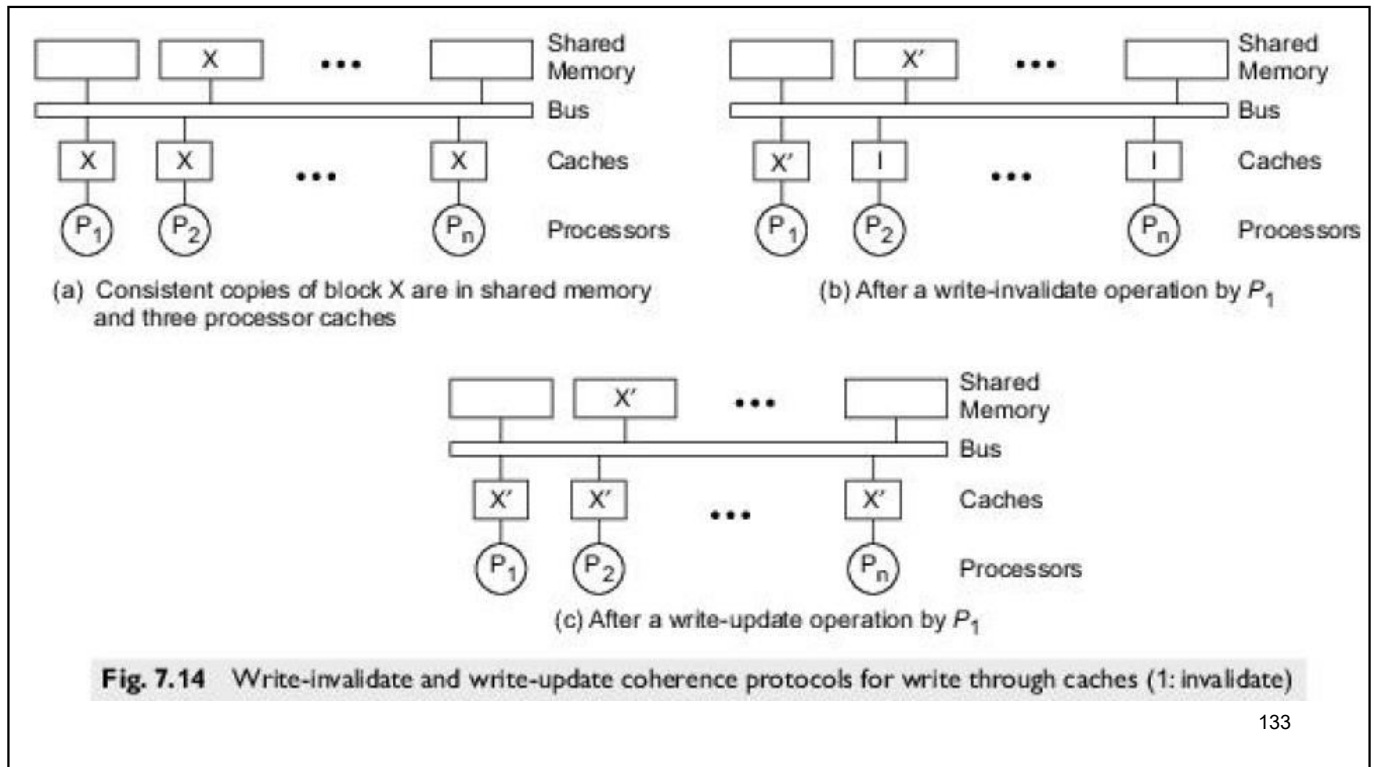 X ••• Shared Memory X' ••• Shared Memory
Bus Bus
X X ••• X Caches X' I ••• I Caches
P1 P2 Pn Processors P1 P2 Pn Processors
(a) Consistent copies of block X are in shared memory
and three processor caches
(b) After a write-invalidate operation by P1
X' ••• Shared Memory
Bus
X' X' ••• X' Caches
P1 P2 Pn Processors
(c) After a write-update operation by P1
Fig. 7.14 Write-invalidate and write-update coherence protocols for write through caches (1: invalidate)
133